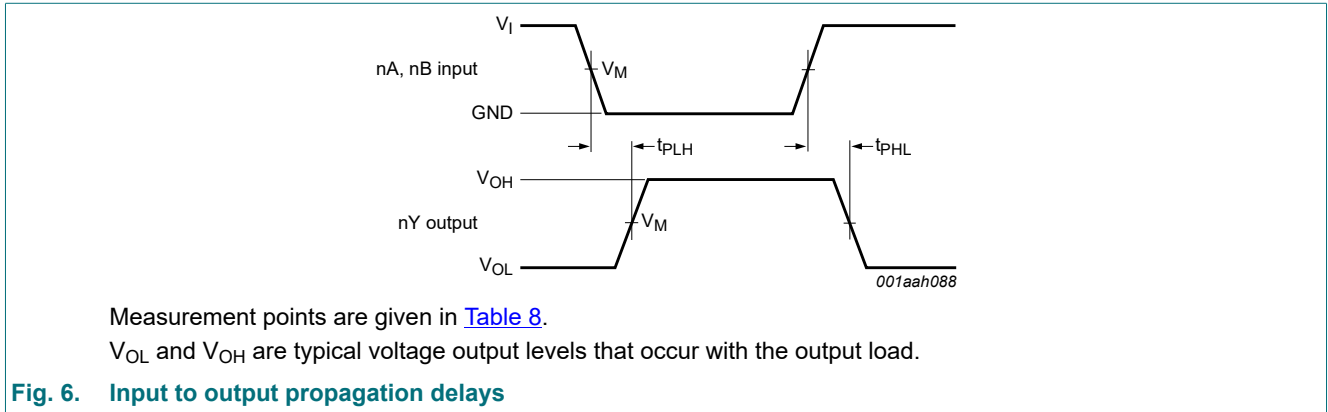 VI
nA, nB input
VM
GND
tPLH
tPHL
VOH
nY output
VM
VOL
001aah088
Measurement points are given in Table 8.
VOL and VOH are typical voltage output levels that occur with the output load.
Fig. 6. Input to output propagation delays